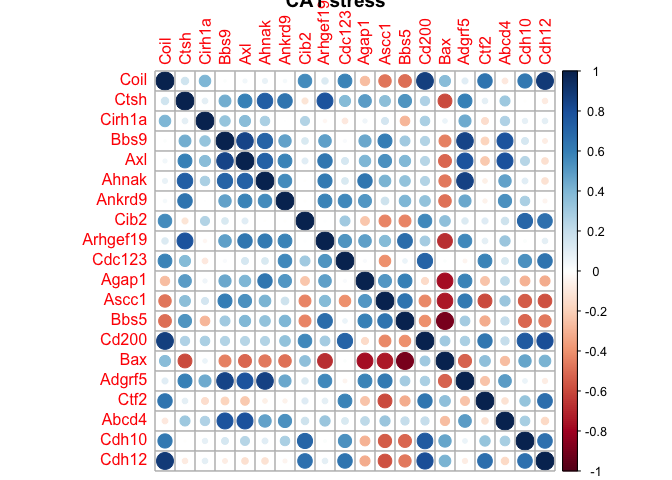 CA stress
Coil Ctsh Cirh1a Bbs9 Axl Ahnak Ankrd9 Cib2 Arhgef19 Cdc123 Agap1 Ascc1 Bbs5 Cd200 Bax Adgrf5 Ctf2 Abcd4 Cdh10 Cdh12
Coil
Ctsh
Cirh1a
Bbs9
Axl
Ahnak
Ankrd9
Cib2
Arhgef19
Cdc123
Agap1
Ascc1
Bbs5
Cd200
Bax
Adgrf5
Ctf2
Abcd4
Cdh10
Cdh12
1
0.8
0.6
0.4
0.2
0
-0.2
-0.4
-0.6
-0.8
-1